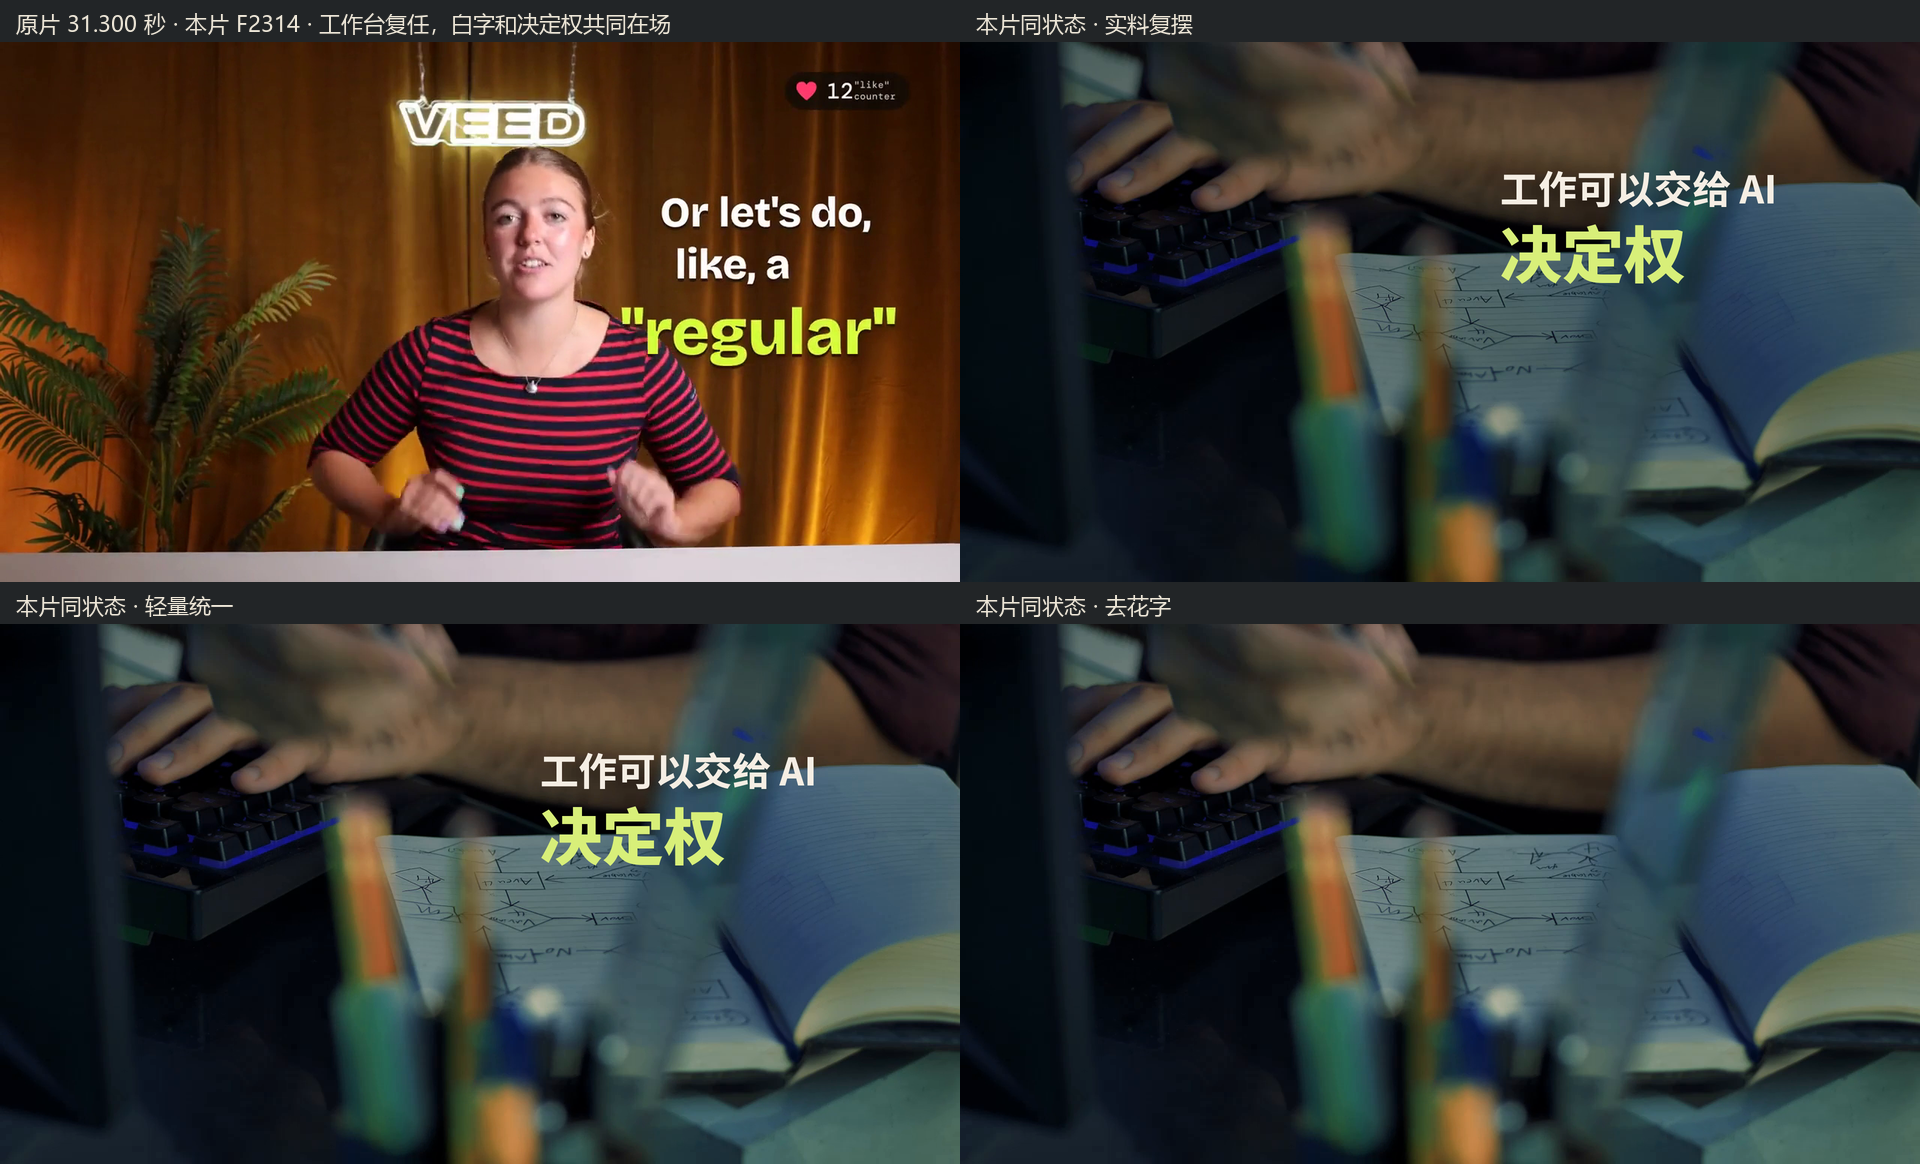 原片 31.300 秒 · 本片 F2314 · 工作台复任，白字和决定权共同在场
本片同状态 · 实料复摆
VEED
12 "like" counter
Or let's do,
like, a
"regular"
工作可以交给 AI
决定权
本片同状态 · 轻量统一
本片同状态 · 去花字
工作可以交给 AI
决定权